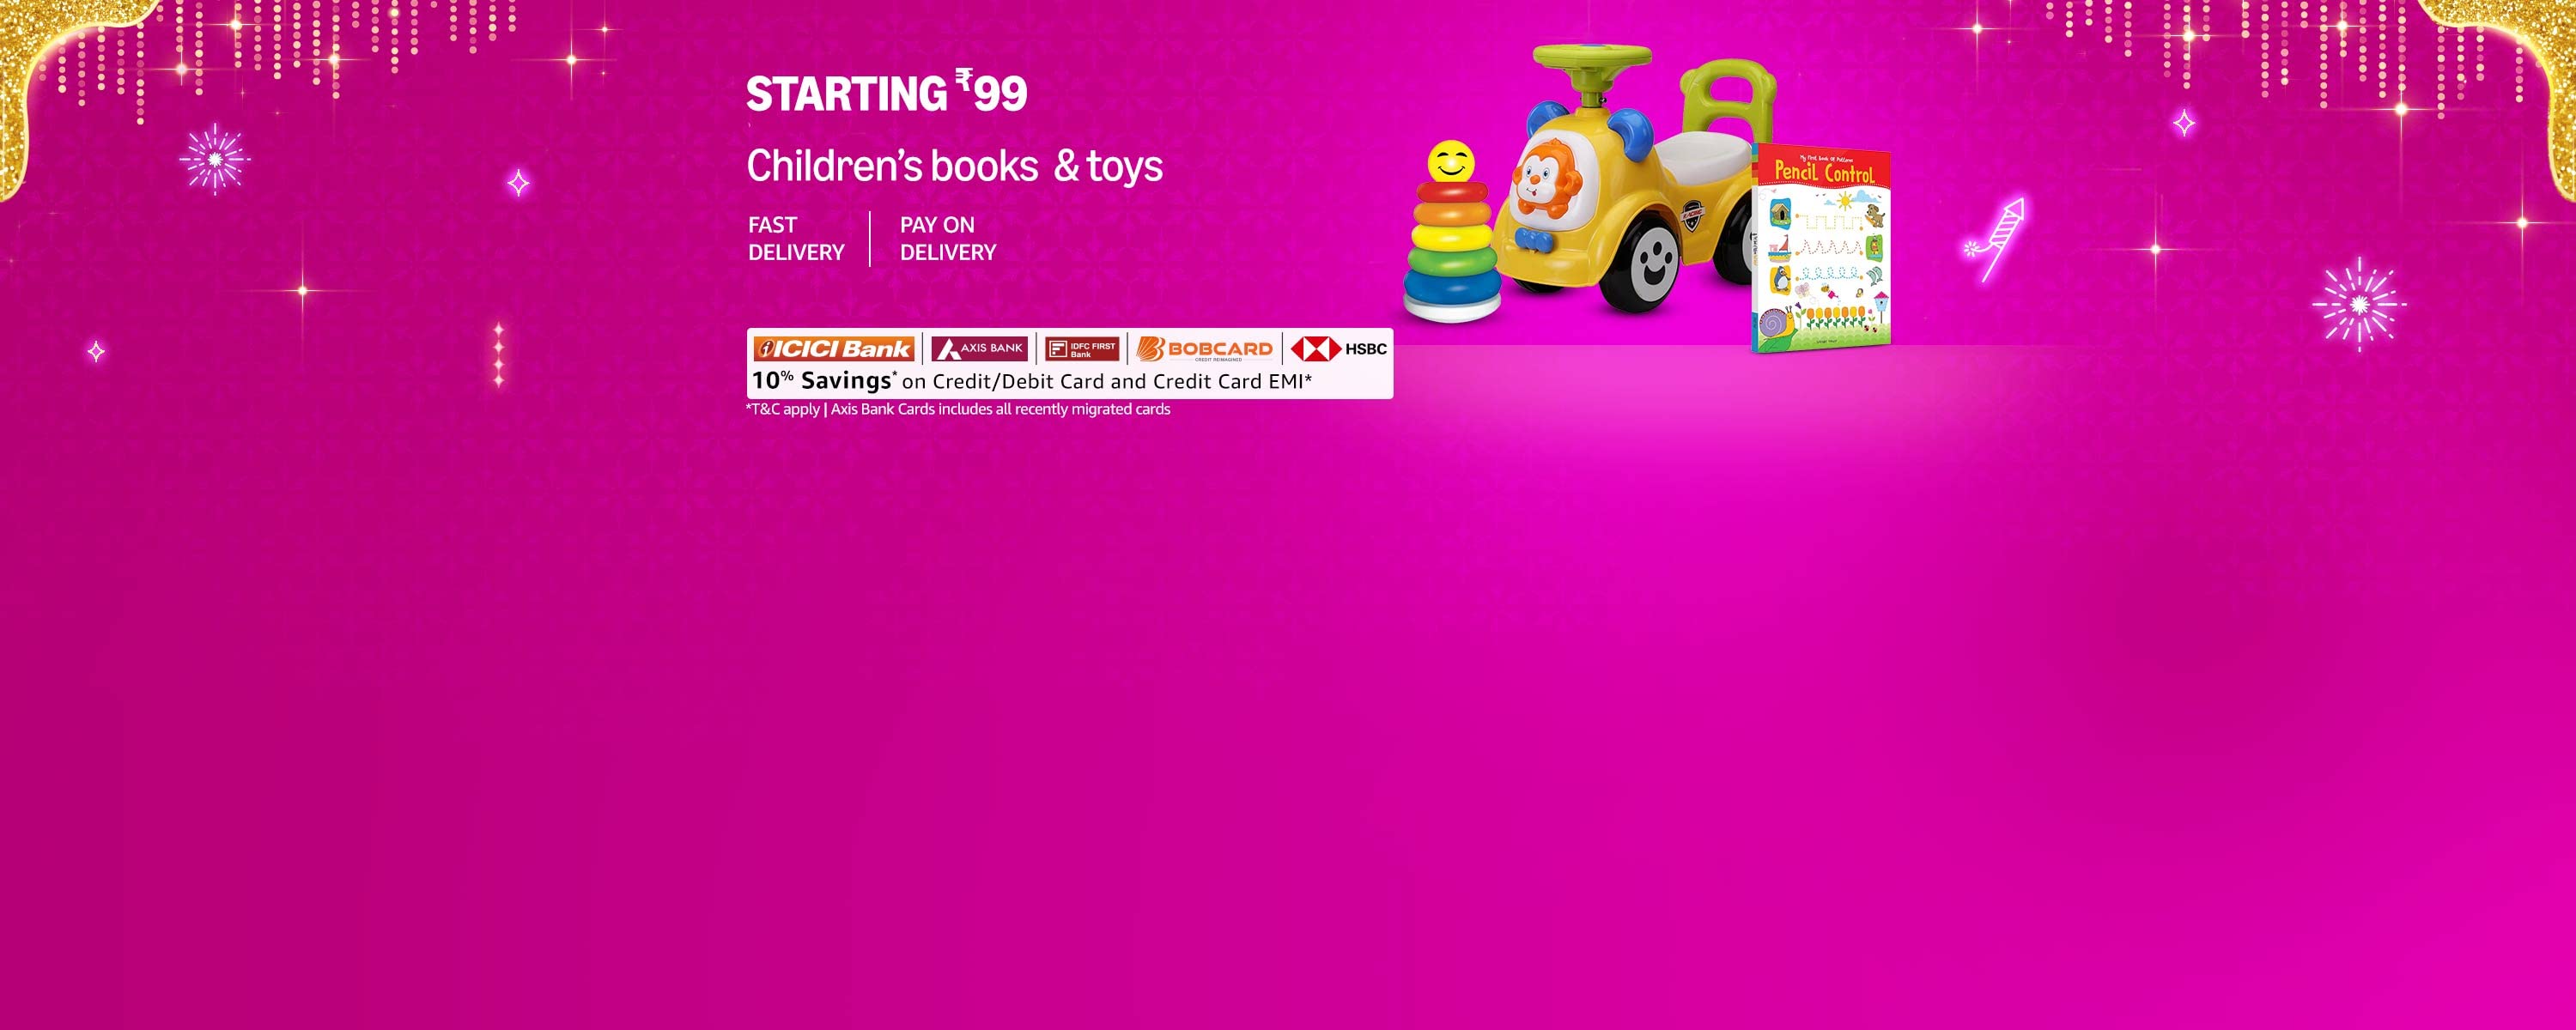 STARTING ₹99
Children's books & toys
FAST DELIVERY
PAY ON DELIVERY
ICICI Bank
AXIS BANK
IDFC FIRST Bank
BOBCARD
CREDIT REIMAGINED
HSBC
10% Savings* on Credit/Debit Card and Credit Card EMI*
*T&C apply | Axis Bank Cards includes all recently migrated cards
My First Book of Patterns
Pencil Control